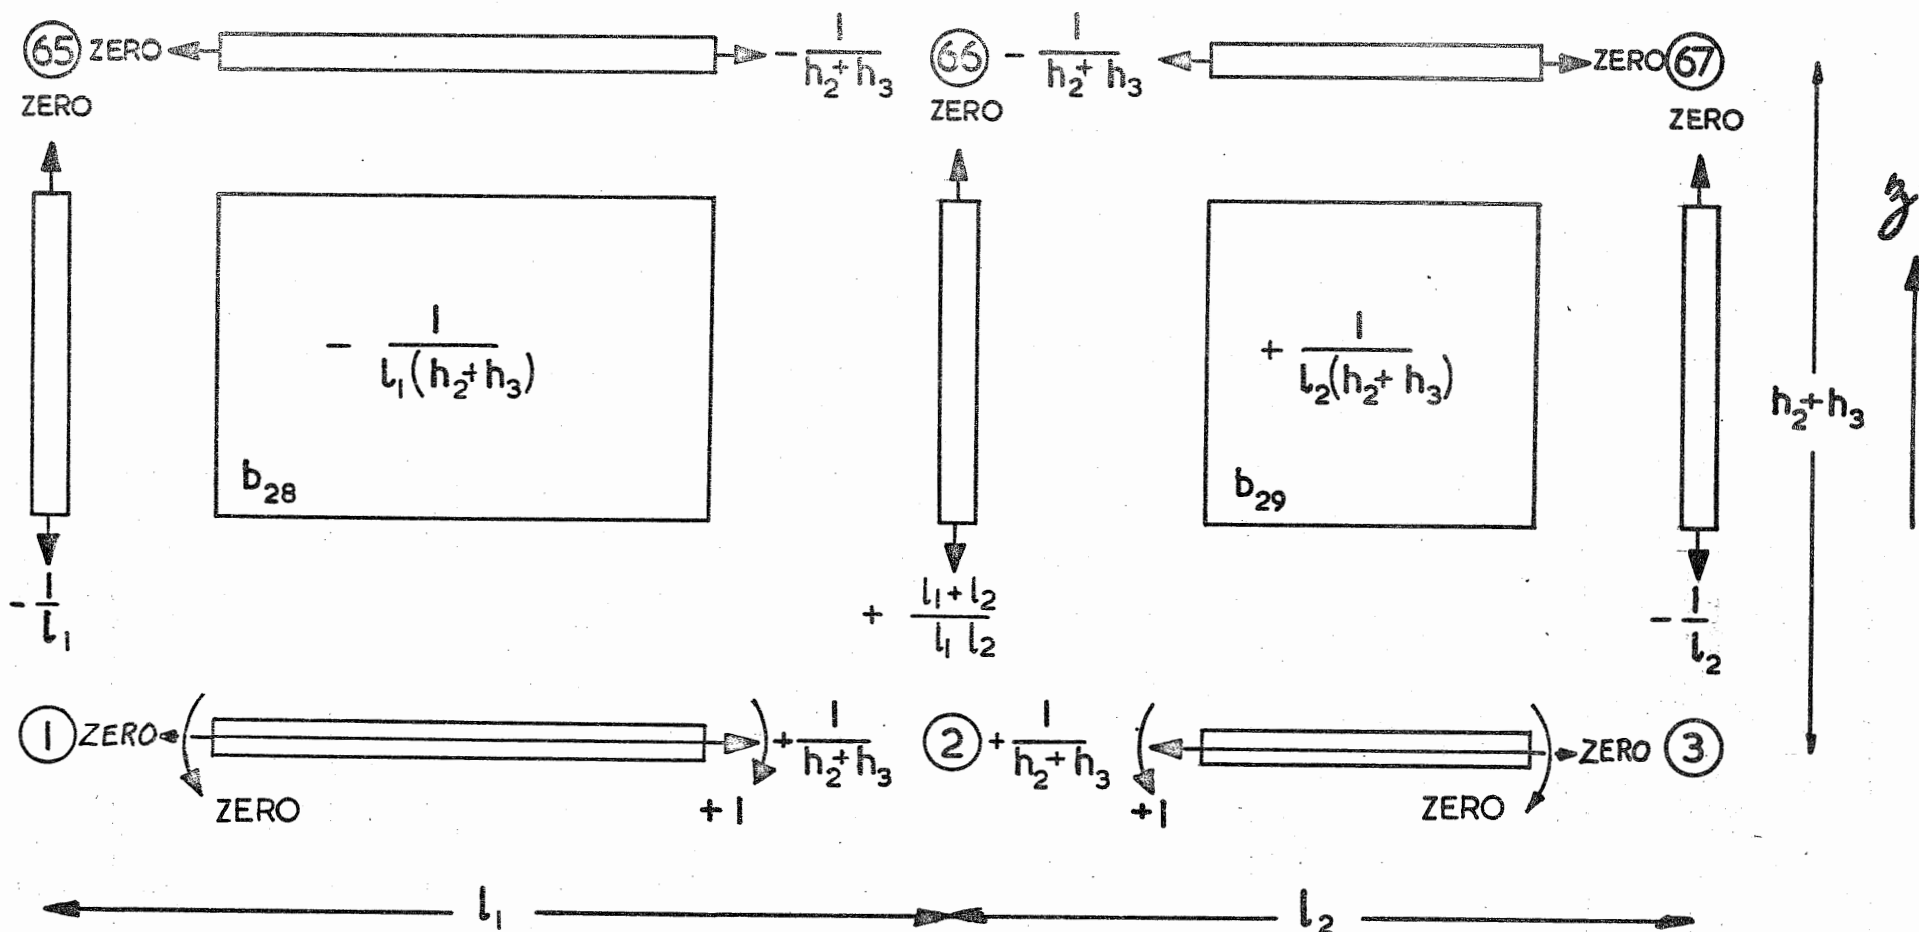 65 ZERO - 1/(h₂+h₃) 66 - 1/(h₂+h₃) ZERO 67
ZERO ZERO ZERO
z
- 1/(l₁(h₂+h₃)) + 1/(l₂(h₂+h₃))
h₂+h₃
b₂₈ b₂₉
- 1/l₁ + (l₁+l₂)/(l₁ l₂) - 1/l₂
1 ZERO + 1/(h₂+h₃) 2 + 1/(h₂+h₃) ZERO 3
ZERO +1 +1 ZERO
l₁ l₂